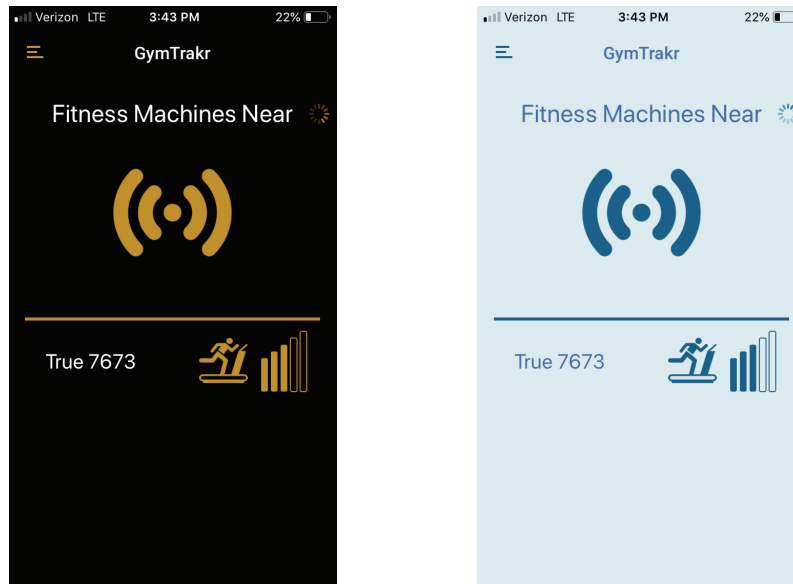 Verizon LTE 3:43 PM 22%
GymTrakr
Fitness Machines Near
True 7673
Verizon LTE 3:43 PM 22%
GymTrakr
Fitness Machines Near
True 7673